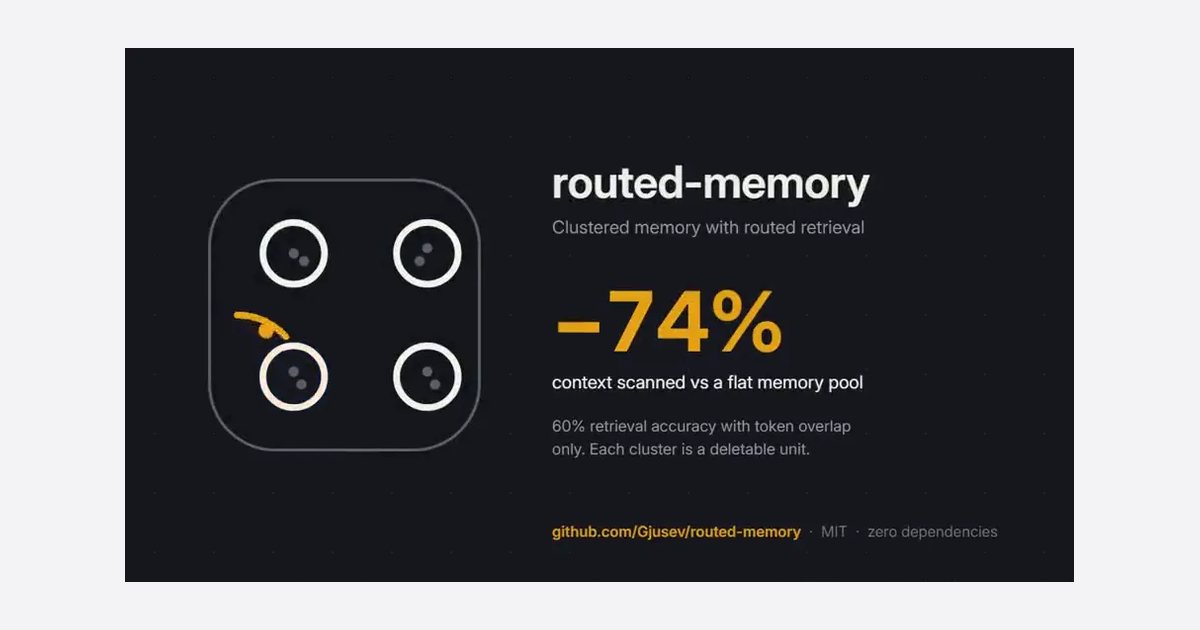 routed-memory
Clustered memory with routed retrieval
−74%
context scanned vs a flat memory pool
60% retrieval accuracy with token overlap
only. Each cluster is a deletable unit.
github.com/Gjusev/routed-memory · MIT · zero dependencies